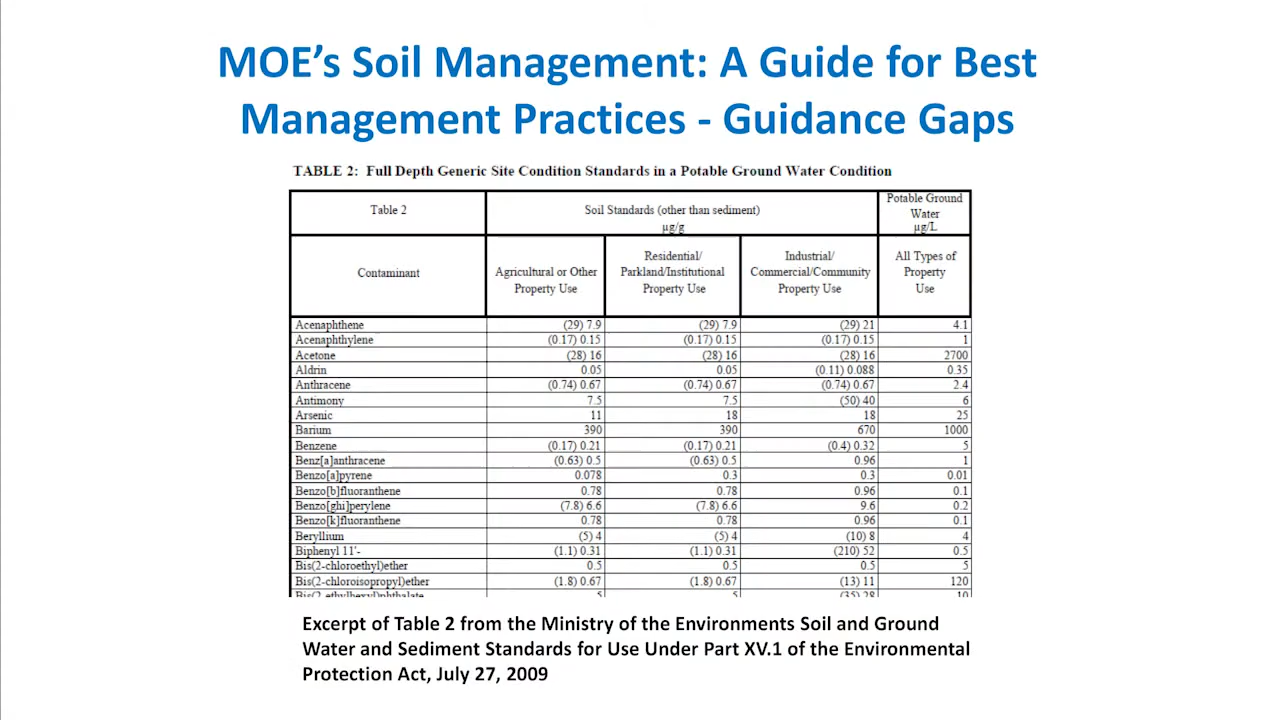 MOE’s Soil Management: A Guide for Best
Management Practices - Guidance Gaps
TABLE 2: Full Depth Generic Site Condition Standards in a Potable Ground Water Condition
Table 2 Soil Standards (other than sediment) µg/g Potable Ground Water µg/L
Contaminant Agricultural or Other Property Use Residential/ Parkland/Institutional Property Use Industrial/ Commercial/Community Property Use All Types of Property Use
Acenaphthene (29) 7.9 (29) 7.9 (29) 21 4.1
Acenaphthylene (0.17) 0.15 (0.17) 0.15 (0.17) 0.15 1
Acetone (28) 16 (28) 16 (28) 16 2700
Aldrin 0.05 0.05 (0.11) 0.088 0.35
Anthracene (0.74) 0.67 (0.74) 0.67 (0.74) 0.67 2.4
Antimony 7.5 7.5 (50) 40 6
Arsenic 11 18 18 25
Barium 390 390 670 1000
Benzene (0.17) 0.21 (0.17) 0.21 (0.4) 0.32 5
Benz[a]anthracene (0.63) 0.5 (0.63) 0.5 0.96 1
Benzo[a]pyrene 0.078 0.3 0.3 0.01
Benzo[b]fluoranthene 0.78 0.78 0.96 0.1
Benzo[ghi]perylene (7.8) 6.6 (7.8) 6.6 9.6 0.2
Benzo[k]fluoranthene 0.78 0.78 0.96 0.1
Beryllium (5) 4 (5) 4 (10) 8 4
Biphenyl 11'- (1.1) 0.31 (1.1) 0.31 (210) 52 0.5
Bis(2-chloroethyl)ether 0.5 0.5 0.5 5
Bis(2-chloroisopropyl)ether (1.8) 0.67 (1.8) 0.67 (13) 11 120
Bis(2-ethylhexyl)phthalate 5 5 (35) 28 10
Excerpt of Table 2 from the Ministry of the Environments Soil and Ground
Water and Sediment Standards for Use Under Part XV.1 of the Environmental
Protection Act, July 27, 2009